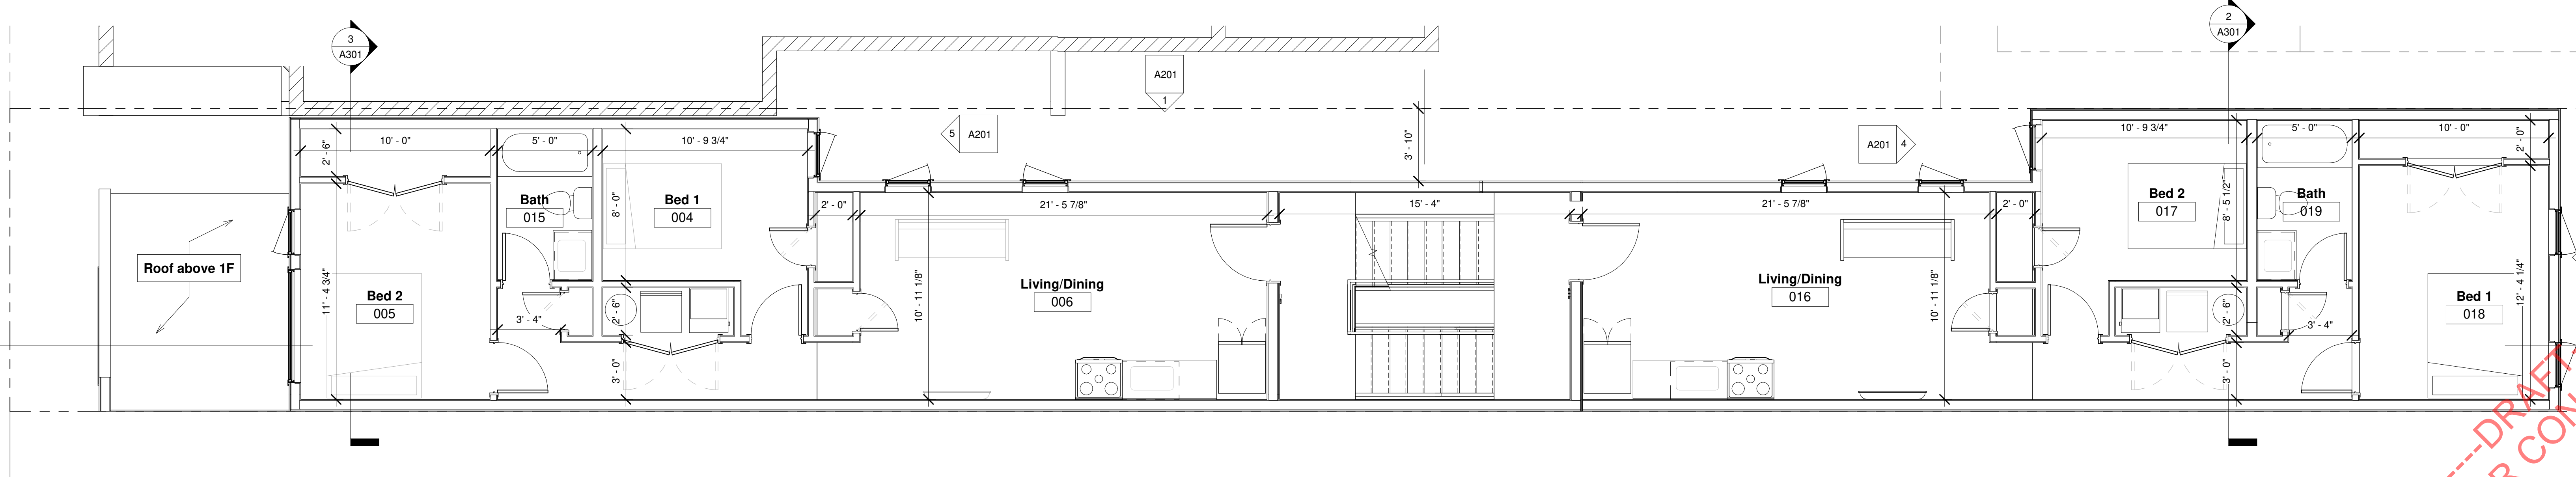 3
A301
2
A301
A201
1
5
A201
A201
4
3' - 10"
10' - 0"
5' - 0"
10' - 9 3/4"
2' - 6"
8' - 0"
Bath
015
Bed 1
004
2' - 0"
21' - 5 7/8"
15' - 4"
21' - 5 7/8"
2' - 0"
10' - 9 3/4"
5' - 0"
10' - 0"
2' - 0"
Bed 2
017
8' - 5 1/2"
Bath
019
Roof above 1F
11' - 4 3/4"
Bed 2
005
3' - 4"
2' - 6"
3' - 0"
10' - 11 1/8"
Living/Dining
006
Living/Dining
016
10' - 11 1/8"
2' - 6"
3' - 0"
3' - 4"
Bed 1
018
12' - 4 1/4"
----DRAFT
R CON